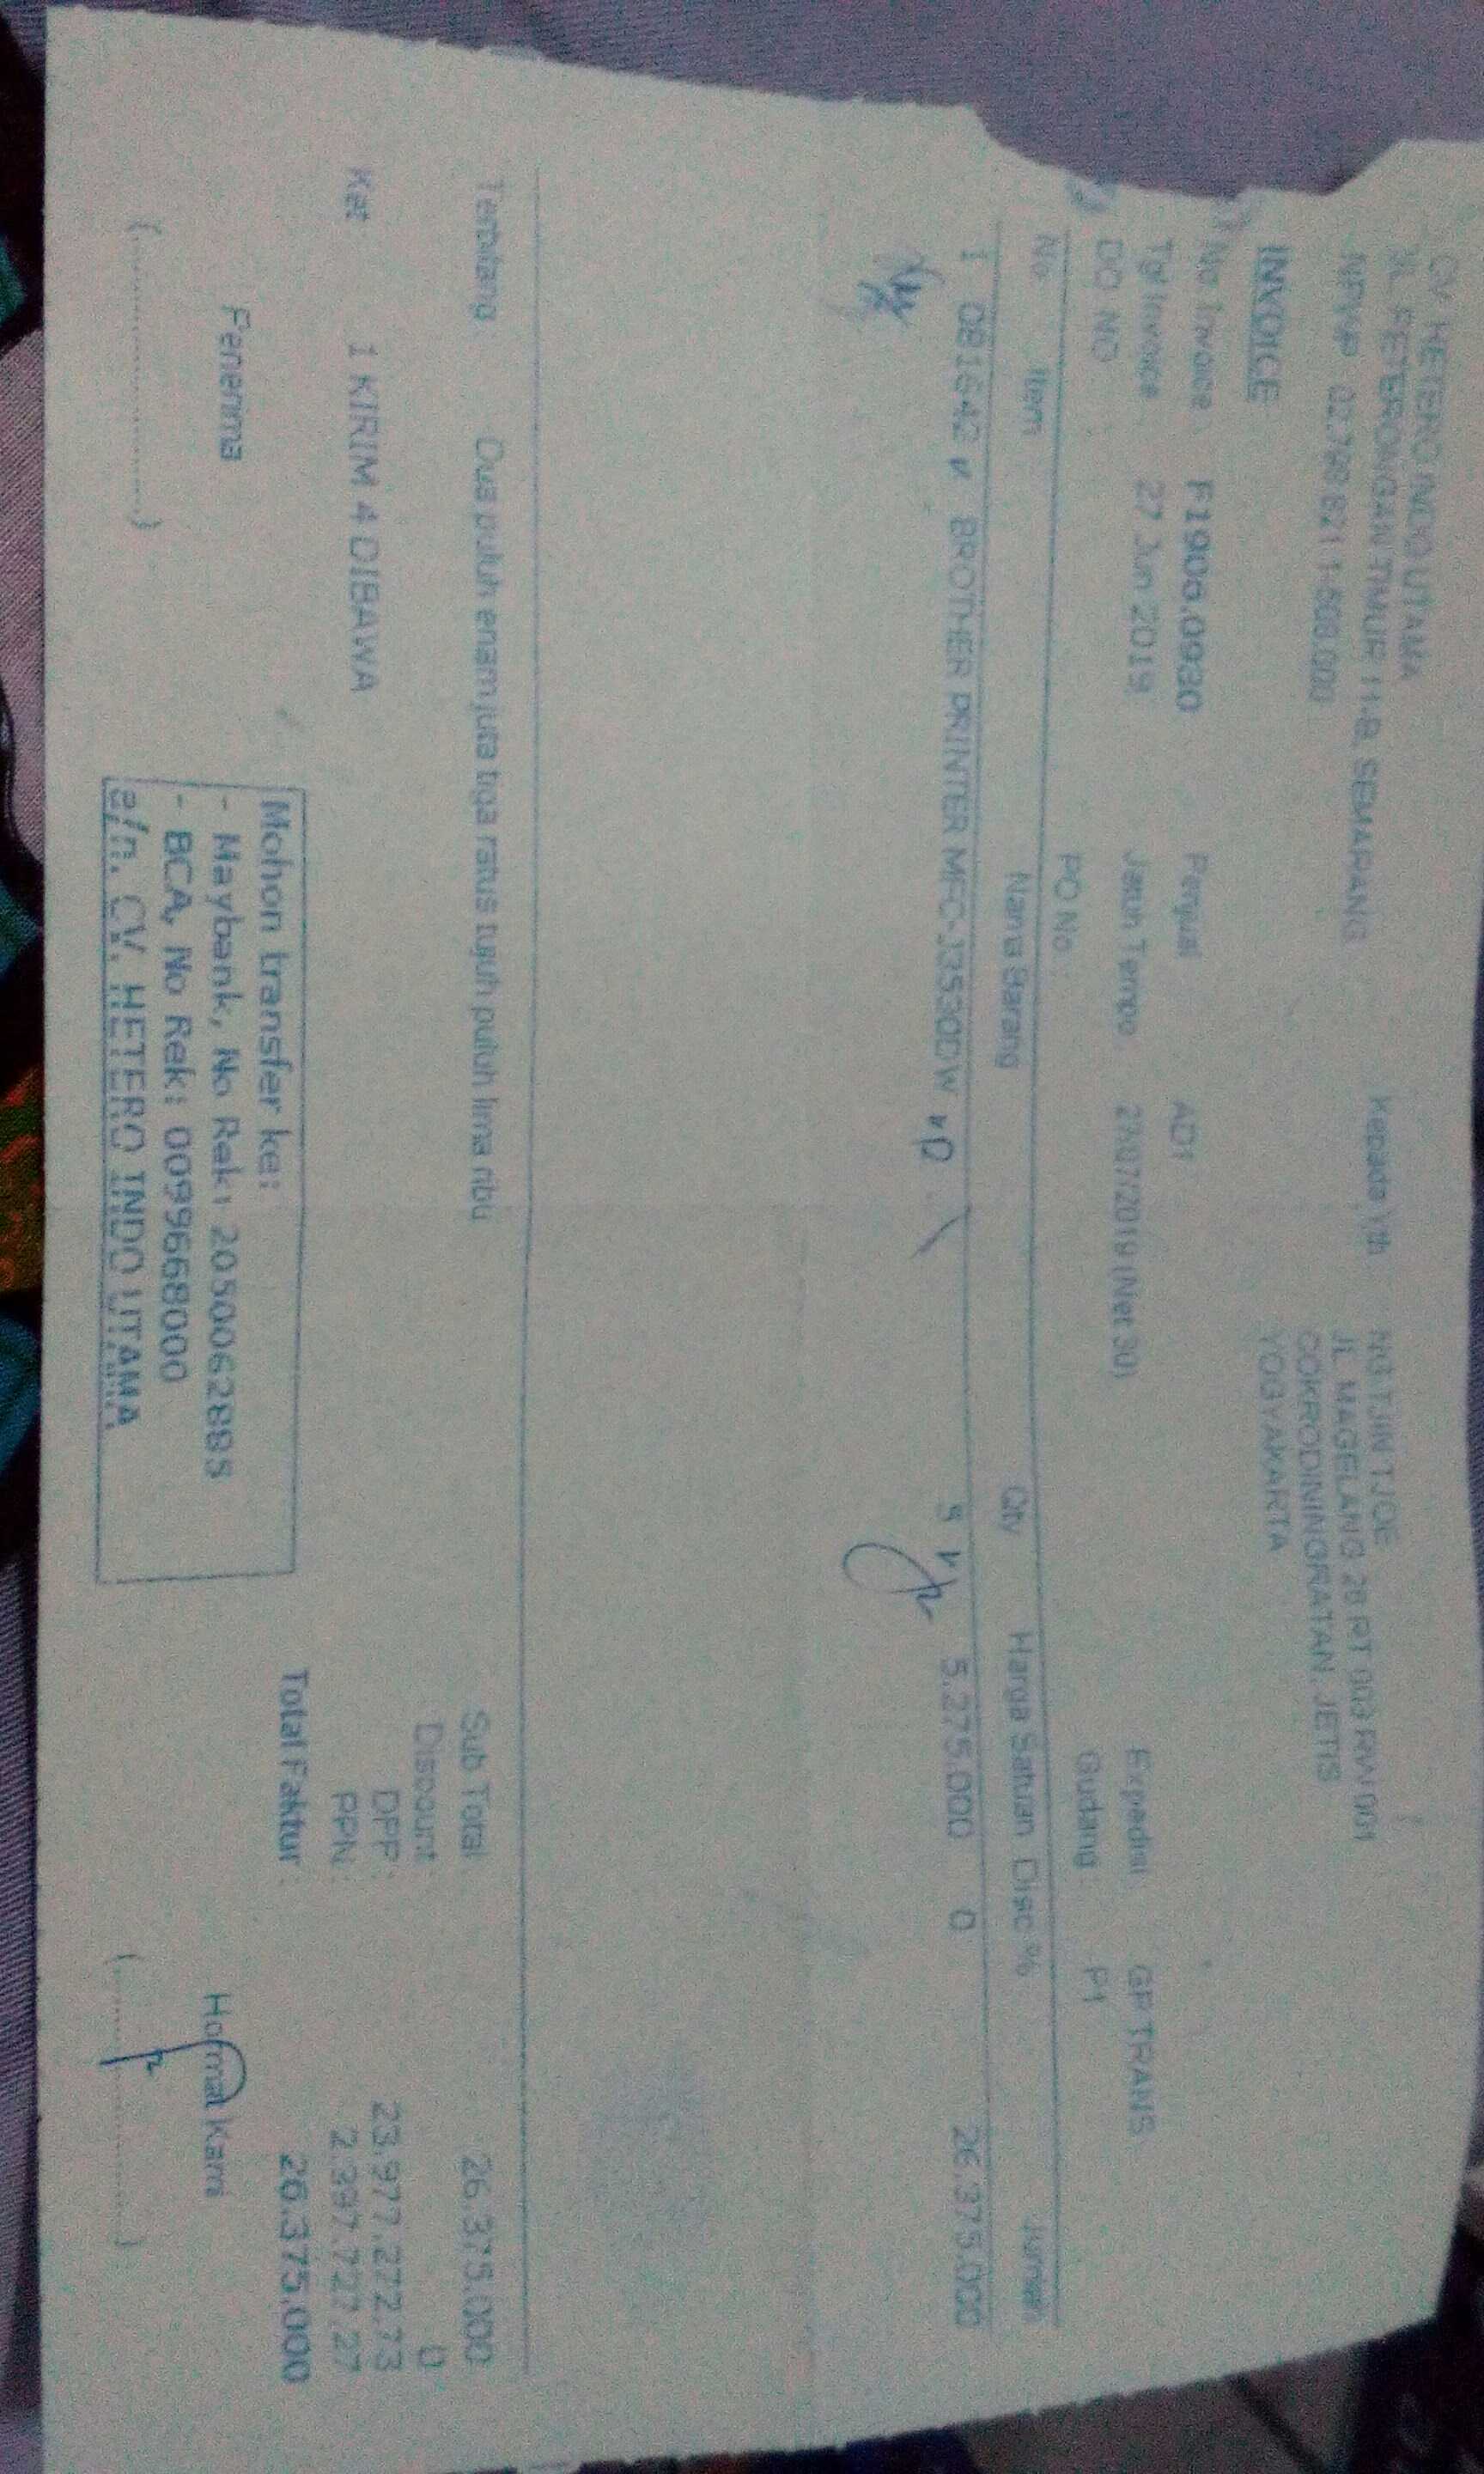 CV HETERO INDO UTAMA
JL PETERONGAN TIMUR 11-B SEMARANG
NPWP 02.788.821.1-508.000
Kepada Yth NG TJIN TJOE
JL MAGELANG 28 RT 003 RW 001
COKRODININGRATAN, JETIS
YOGYAKARTA
INVOICE
No Invoice F1906.0930 Penjual AD1 Expedisi GP TRANS
Tgl Invoice 27 Jun 2019 Jatuh Tempo 27/07/2019 (Net 30) Gudang: P1
DO NO PO No.
No Item Nama Barang Qty Harga Satuan Disc % Jumlah
1 081642 BROTHER PRINTER MFC-J3530DW 5 5.275.000 0 26.375.000
Terbilang Dua puluh enam juta tiga ratus tujuh puluh lima ribu
Sub Total 26.375.000
Discount 0
DPP: 23.977.272.73
PPN: 2.397.727.27
Total Faktur: 26.375.000
Ket 1 KIRIM 4 DIBAWA
Penerima
(....................)
Mohon transfer ke:
- Maybank, No Rek: 2050062885
- BCA, No Rek: 0099668000
a/n. CV. HETERO INDO UTAMA
Hormat Kami
(....................)